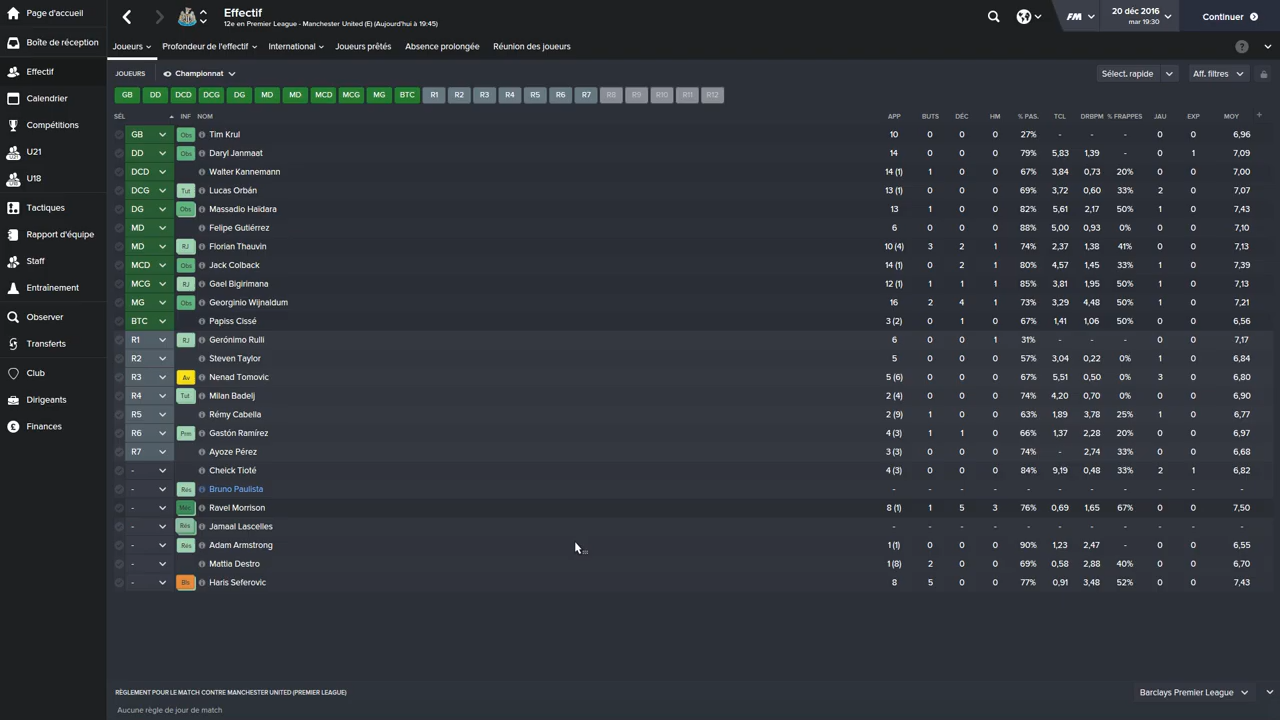 Page d'accueil
Boîte de réception
Effectif
Calendrier
Compétitions
U21
U18
Tactiques
Rapport d'équipe
Staff
Entraînement
Observer
Transferts
Club
Dirigeants
Finances
Effectif
12e en Premier League - Manchester United (E) (Aujourd'hui à 19:45)
FM
20 déc 2016
mar 19:30
Continuer
Joueurs Profondeur de l'effectif International Joueurs prêtés Absence prolongée Réunion des joueurs
JOUEURS Championnat Sélect. rapide Aff. filtres
GB DD DCD DCG DG MD MD MCD MCG MG BTC R1 R2 R3 R4 R5 R6 R7 R8 R9 R10 R11 R12
SÉL INF NOM APP BUTS DÉC HM % PAS. TCL DRBPM % FRAPPES JAU EXP MOY
GB Obs Tim Krul 10 0 0 0 27% - - - 0 0 6,96
DD Obs Daryl Janmaat 14 0 0 0 79% 5,83 1,39 - 0 1 7,09
DCD Walter Kannemann 14 (1) 1 0 0 67% 3,84 0,73 20% 0 0 7,00
DCG Tut Lucas Orbán 13 (1) 0 0 0 69% 3,72 0,60 33% 2 0 7,07
DG Obs Massadio Haïdara 13 1 0 0 82% 5,61 2,17 50% 1 0 7,43
MD Felipe Gutiérrez 6 0 0 0 88% 5,00 0,93 0% 0 0 7,10
MD RJ Florian Thauvin 10 (4) 3 2 1 74% 2,37 1,38 41% 0 0 7,13
MCD Obs Jack Colback 14 (1) 0 2 0 80% 4,57 1,45 33% 1 0 7,39
MCG RJ Gael Bigirimana 12 (1) 1 1 1 85% 3,81 1,95 50% 1 0 7,13
MG Obs Georginio Wijnaldum 16 2 4 1 73% 3,29 4,48 50% 1 0 7,21
BTC Papiss Cissé 3 (2) 0 1 0 67% 1,41 1,06 50% 0 0 6,56
R1 RJ Gerónimo Rulli 6 0 0 1 31% - - - 0 0 7,17
R2 Steven Taylor 5 0 0 0 57% 3,04 0,22 0% 1 0 6,84
R3 Av Nenad Tomovic 5 (6) 0 0 0 67% 5,51 0,50 0% 3 0 6,80
R4 Tut Milan Badelj 2 (4) 0 0 0 74% 4,20 0,70 0% 0 0 6,90
R5 Rémy Cabella 2 (9) 1 0 0 63% 1,89 3,78 25% 1 0 6,77
R6 Prm Gastón Ramírez 4 (3) 1 1 0 66% 1,37 2,28 20% 0 0 6,97
R7 Ayoze Pérez 3 (3) 0 0 0 74% - 2,74 33% 0 0 6,68
- Cheick Tioté 4 (3) 0 0 0 84% 9,19 0,48 33% 2 1 6,82
- Rés Bruno Paulista - - - - - - - - - - -
- Ravel Morrison 8 (1) 1 5 3 76% 0,69 1,65 67% 0 0 7,50
- Rés Jamaal Lascelles - - - - - - - - - - -
- Rés Adam Armstrong 1 (1) 0 0 0 90% 1,23 2,47 - 0 0 6,55
- Mattia Destro 1 (8) 2 0 0 69% 0,58 2,88 40% 0 0 6,70
- Bls Haris Seferovic 8 5 0 0 77% 0,91 3,48 52% 0 0 7,43
RÈGLEMENT POUR LE MATCH CONTRE MANCHESTER UNITED (PREMIER LEAGUE) Barclays Premier League
Aucune règle de jour de match